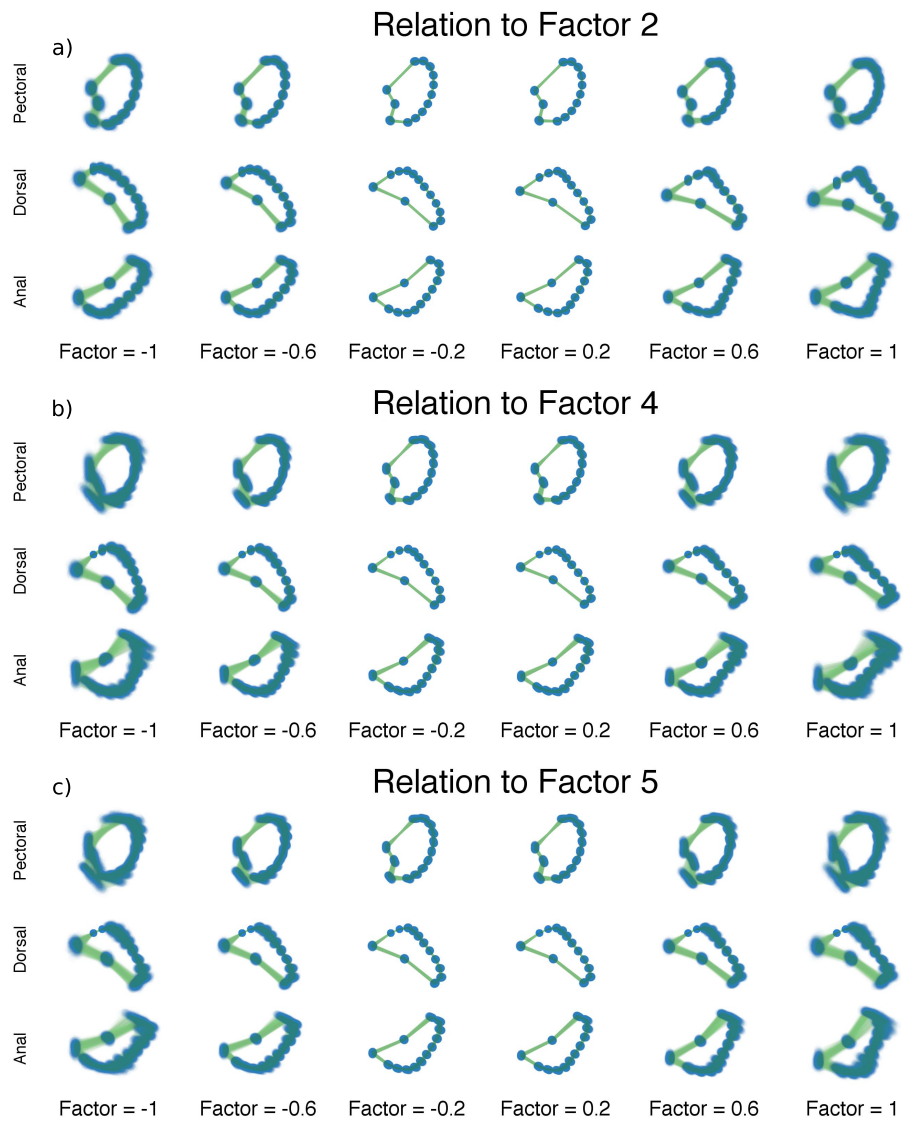 Relation to Factor 2
a)
Pectoral
Dorsal
Anal
Factor = -1 Factor = -0.6 Factor = -0.2 Factor = 0.2 Factor = 0.6 Factor = 1
Relation to Factor 4
b)
Pectoral
Dorsal
Anal
Factor = -1 Factor = -0.6 Factor = -0.2 Factor = 0.2 Factor = 0.6 Factor = 1
Relation to Factor 5
c)
Pectoral
Dorsal
Anal
Factor = -1 Factor = -0.6 Factor = -0.2 Factor = 0.2 Factor = 0.6 Factor = 1